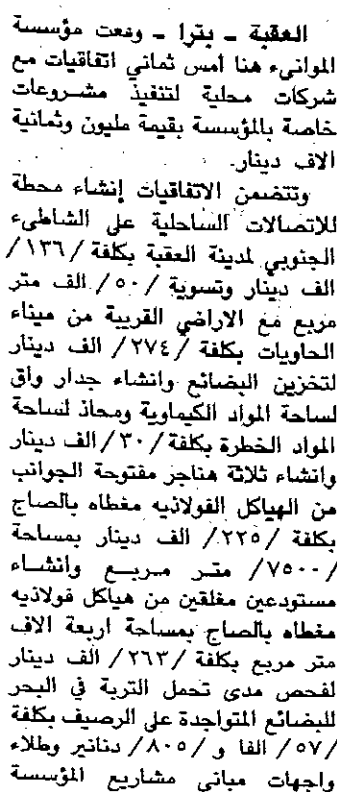 العقبة ـ بترا ـ وقعت مؤسسة
الموانىء هنا امس ثماني اتفاقيات مع
شركات محلية لتنفيذ مشروعات
خاصة بالمؤسسة بقيمة مليون وثمانية
الاف دينار.
وتتضمن الاتفاقيات إنشاء محطة
للاتصالات الساحلية على الشاطىء
الجنوبي لمدينة العقبة بكلفة /١٣٦/
الف دينار وتسوية /٥٠/ الف متر
مربع مع الاراضي القريبة من ميناء
الحاويات بكلفة /٢٧٤/ الف دينار
لتخزين البضائع وانشاء جدار واق
لساحة المواد الكيماوية ومحاذ لساحة
المواد الخطرة بكلفة /٣٠/ الف دينار
وانشاء ثلاثة هناجر مفتوحة الجوانب
من الهياكل الفولاذيه مغطاه بالصاج
بكلفة /٢٢٥/ الف دينار بمساحة
/٧٥٠٠/ متر مربع وانشاء
مستودعين مغلقين من هياكل فولاذيه
مغطاه بالصاج بمساحة اربعة الاف
متر مربع بكلفة /٢٦٣/ الف دينار
لفحص مدى تحمل التربة في البحر
للبضائع المتواجدة على الرصيف بكلفة
/٥٧/ الفا و /٨٠٥/ دنانير وطلاء
واجهات مباني مشاريع المؤسسة